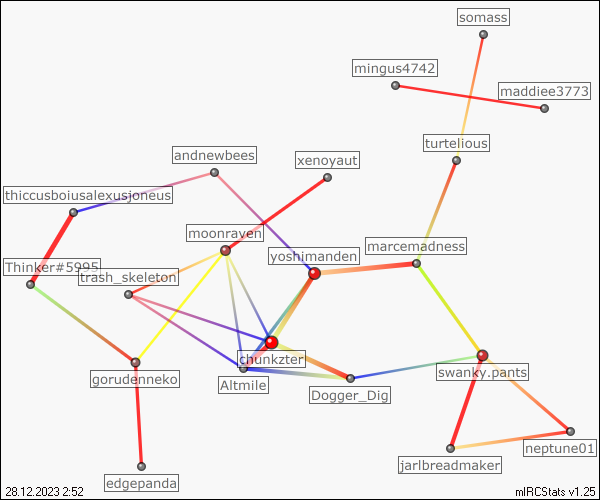 somass
mingus4742
maddiee3773
turtelious
andnewbees
xenoyaut
thiccusboiusalexusjoneus
moonraven
marcemadness
yoshimanden
Thinker#5995
trash_skeleton
chunkzter
swanky.pants
gorudenneko
Altmile
Dogger_Dig
neptune01
jarlbreadmaker
edgepanda
28.12.2023 2:52
mIRCStats v1.25